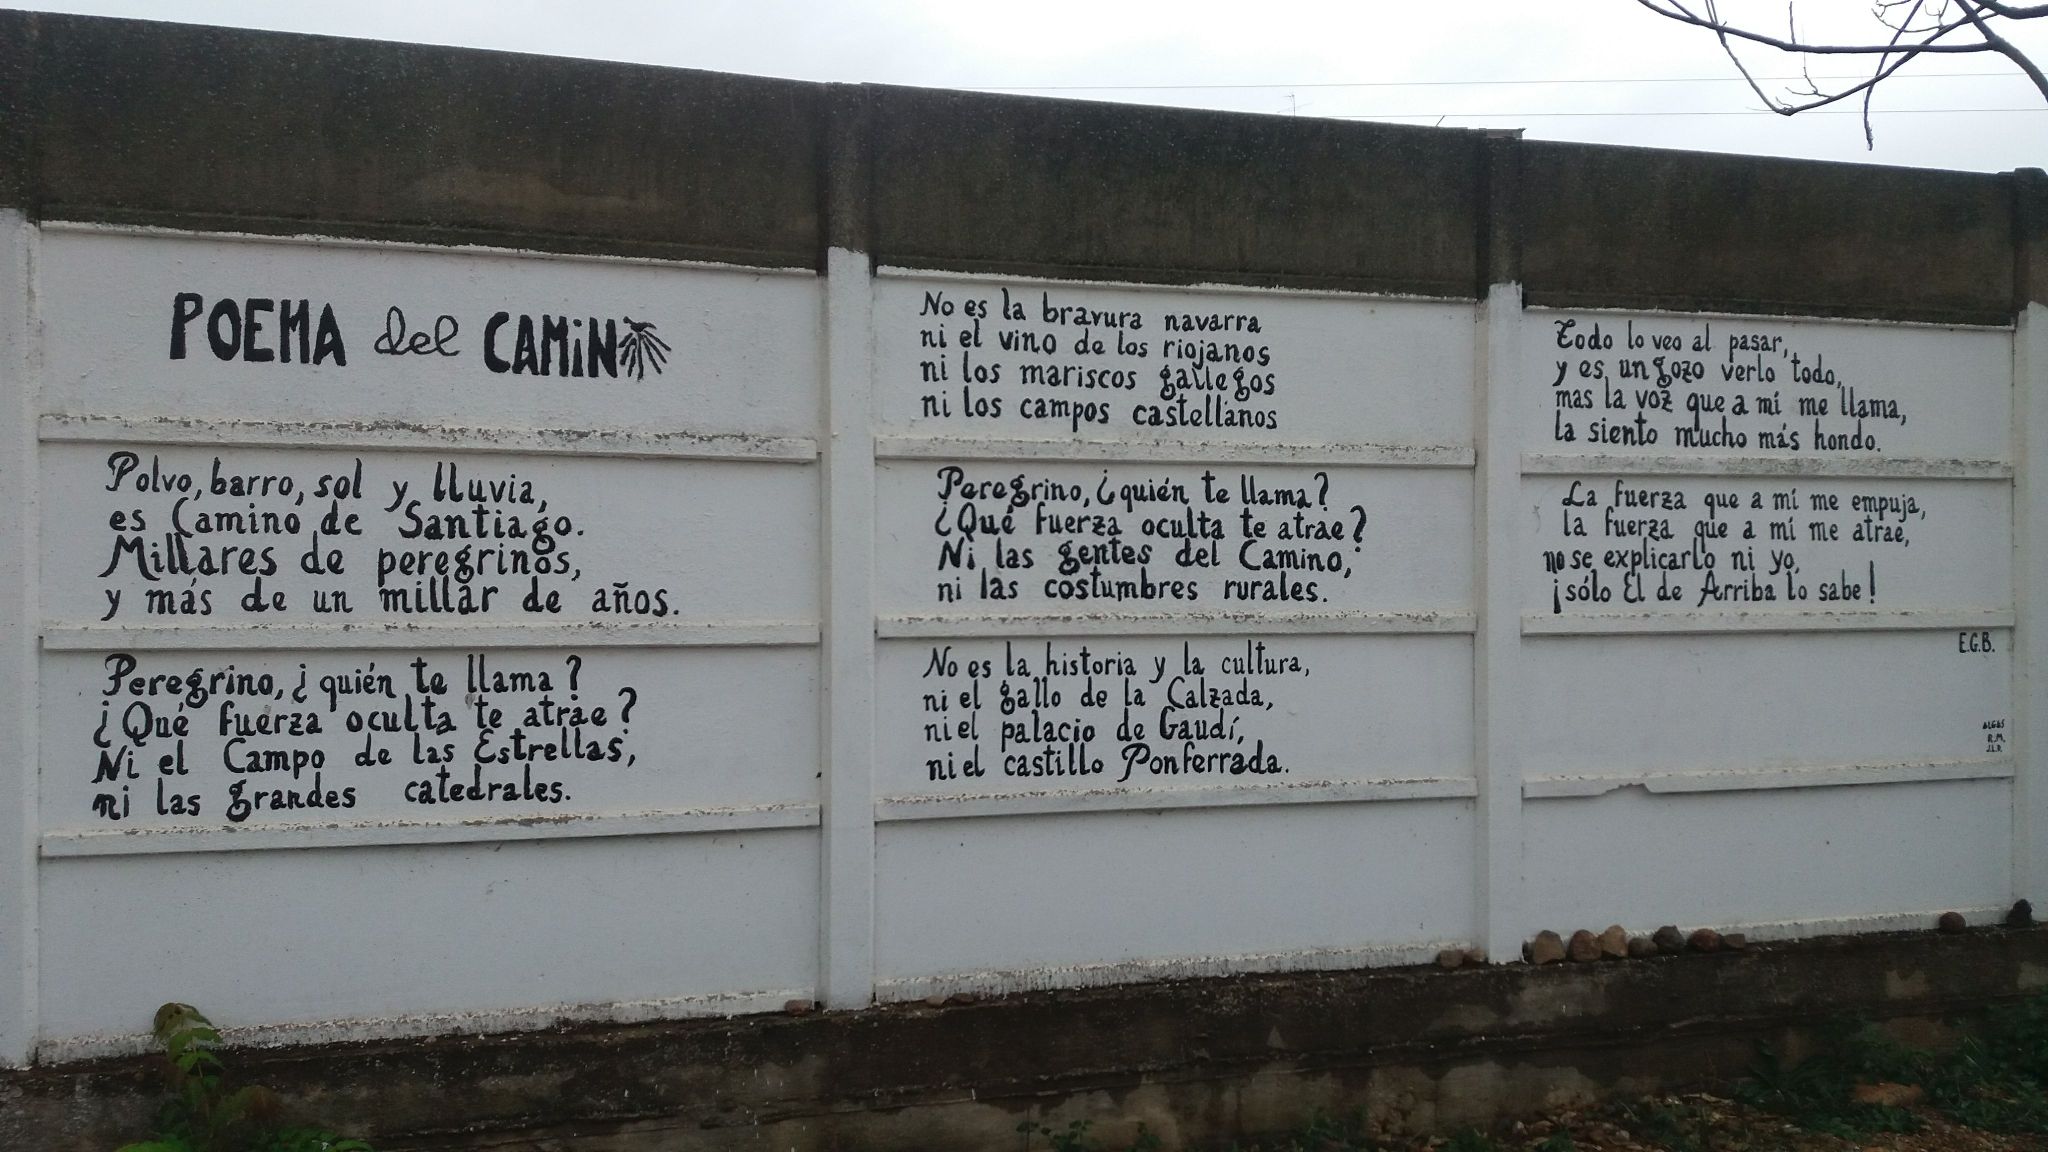 POEMA del CAMIN
Polvo, barro, sol y lluvia,
es Camino de Santiago.
Millares de peregrinos,
y más de un millar de años.
Peregrino, ¿quién te llama?
¿Qué fuerza oculta te atrae?
Ni el Campo de las Estrellas,
ni las grandes catedrales.
No es la bravura navarra
ni el vino de los riojanos
ni los mariscos gallegos
ni los campos castellanos
Peregrino, ¿quién te llama?
¿Qué fuerza oculta te atrae?
Ni las gentes del Camino,
ni las costumbres rurales.
No es la historia y la cultura,
ni el gallo de la Calzada,
ni el palacio de Gaudí,
ni el castillo Ponferrada.
Todo lo veo al pasar,
y es un gozo verlo todo,
mas la voz que a mí me llama,
la siento mucho más hondo.
La fuerza que a mí me empuja,
la fuerza que a mí me atrae,
no se explicarlo ni yo,
¡sólo El de Arriba lo sabe!
E.G.B.
ALGUS
R.M.